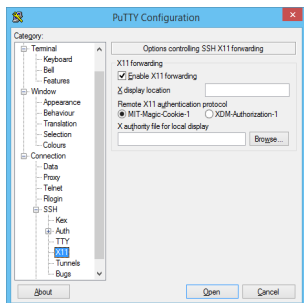 PuTTY Configuration
Category:
Terminal
Keyboard
Bell
Features
Window
Appearance
Behaviour
Translation
Selection
Colours
Connection
Data
Proxy
Telnet
Rlogin
SSH
Kex
Auth
TTY
X11
Tunnels
Bugs
Options controlling SSH X11 forwarding
X11 forwarding
Enable X11 forwarding
X display location
Remote X11 authentication protocol
MIT-Magic-Cookie-1 XDM-Authorization-1
X authority file for local display
Browse...
About Open Cancel